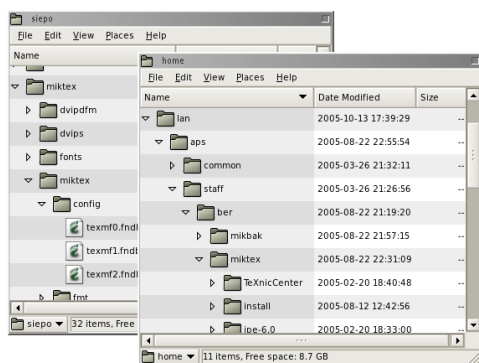 siepo
File Edit View Places Help
Name
miktex
dvipdfm
dvips
fonts
miktex
config
texmf0.fnd
texmf1.fnd
texmf2.fnd
fmt
siepo 32 items, Free
home
File Edit View Places Help
Name Date Modified Size
lan 2005-10-13 17:39:29 --
aps 2005-08-22 22:55:54 --
common 2005-03-26 21:32:11 --
staff 2005-03-26 21:26:56 --
ber 2005-08-22 21:19:20 --
mikbak 2005-08-22 21:57:15 --
miktex 2005-08-22 22:31:09 --
TeXnicCenter 2005-02-20 18:40:48 --
install 2005-08-12 12:42:56 --
ipe-6.0 2005-02-20 18:33:00 --
home 11 items, Free space: 8.7 GB